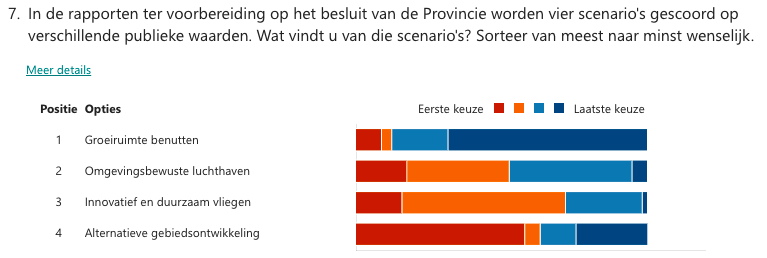 7. In de rapporten ter voorbereiding op het besluit van de Provincie worden vier scenario's gescoord op
verschillende publieke waarden. Wat vindt u van die scenario's? Sorteer van meest naar minst wenselijk.
Meer details
Positie Opties Eerste keuze Laatste keuze
1 Groeiruimte benutten
2 Omgevingsbewuste luchthaven
3 Innovatief en duurzaam vliegen
4 Alternatieve gebiedsontwikkeling